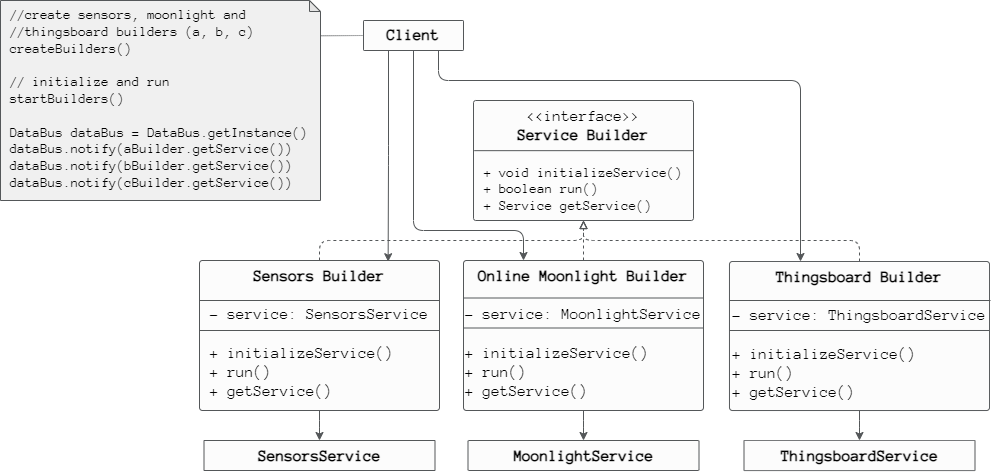 //create sensors, moonlight and
//thingsboard builders (a, b, c)
createBuilders()
// initialize and run
startBuilders()
DataBus dataBus = DataBus.getInstance()
dataBus.notify(aBuilder.getService())
dataBus.notify(bBuilder.getService())
dataBus.notify(cBuilder.getService())
Client
<<interface>>
Service Builder
+ void initializeService()
+ boolean run()
+ Service getService()
Sensors Builder
- service: SensorsService
+ initializeService()
+ run()
+ getService()
Online Moonlight Builder
- service: MoonlightService
+ initializeService()
+ run()
+ getService()
Thingsboard Builder
- service: ThingsboardService
+ initializeService()
+ run()
+ getService()
SensorsService
MoonlightService
ThingsboardService